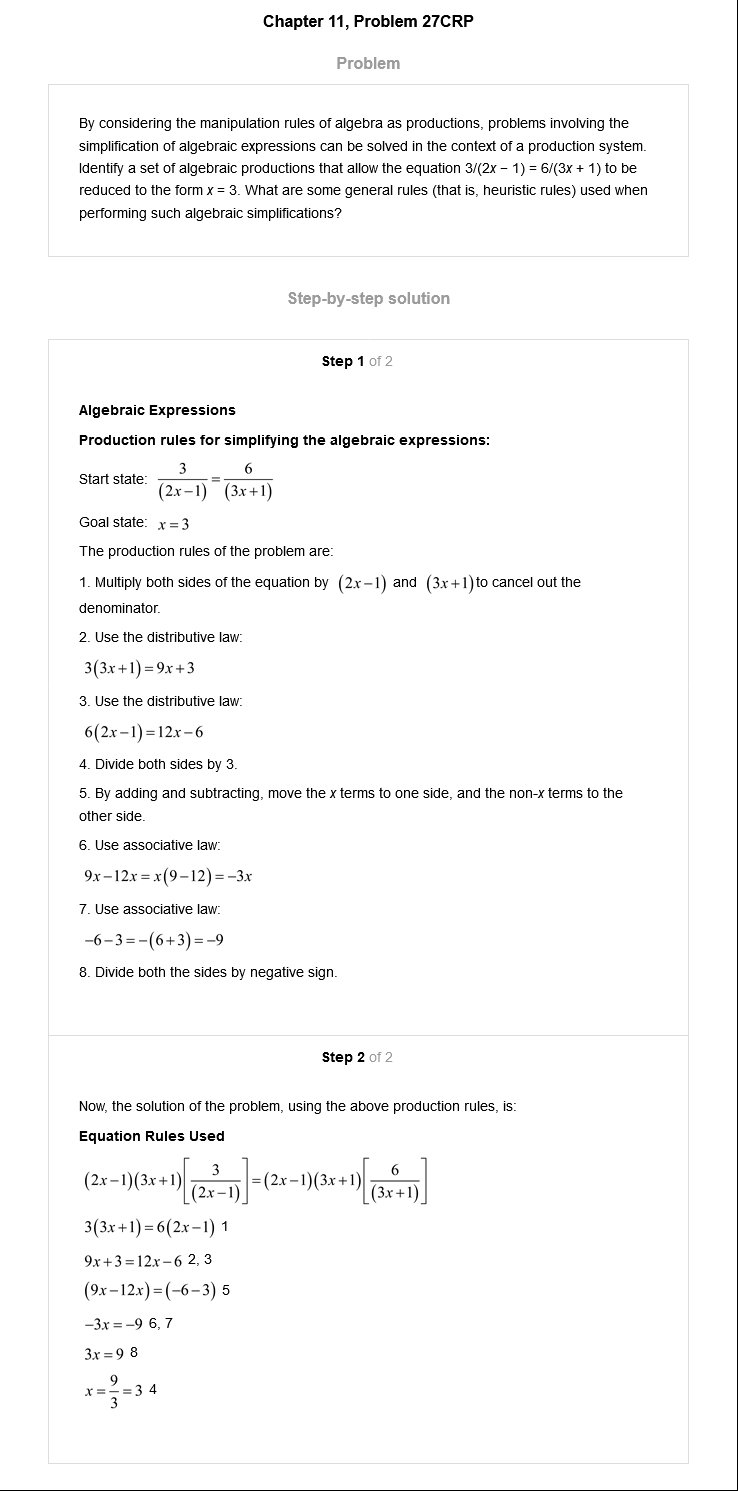 Chapter 11, Problem 27CRP
Problem
By considering the manipulation rules of algebra as productions, problems involving the
simplification of algebraic expressions can be solved in the context of a production system.
Identify a set of algebraic productions that allow the equation 3/(2x − 1) = 6/(3x + 1) to be
reduced to the form x = 3. What are some general rules (that is, heuristic rules) used when
performing such algebraic simplifications?
Step-by-step solution
Step 1 of 2
Algebraic Expressions
Production rules for simplifying the algebraic expressions:
Start state: 3/(2x−1) = 6/(3x+1)
Goal state: x = 3
The production rules of the problem are:
1. Multiply both sides of the equation by (2x−1) and (3x+1) to cancel out the
denominator.
2. Use the distributive law:
3(3x+1) = 9x+3
3. Use the distributive law:
6(2x−1) = 12x−6
4. Divide both sides by 3.
5. By adding and subtracting, move the x terms to one side, and the non-x terms to the
other side.
6. Use associative law:
9x−12x = x(9−12) = −3x
7. Use associative law:
−6−3 = −(6+3) = −9
8. Divide both the sides by negative sign.
Step 2 of 2
Now, the solution of the problem, using the above production rules, is:
Equation Rules Used
(2x−1)(3x+1)[3/(2x−1)] = (2x−1)(3x+1)[6/(3x+1)]
3(3x+1) = 6(2x−1) 1
9x+3 = 12x−6 2, 3
(9x−12x) = (−6−3) 5
−3x = −9 6, 7
3x = 9 8
x = 9/3 = 3 4